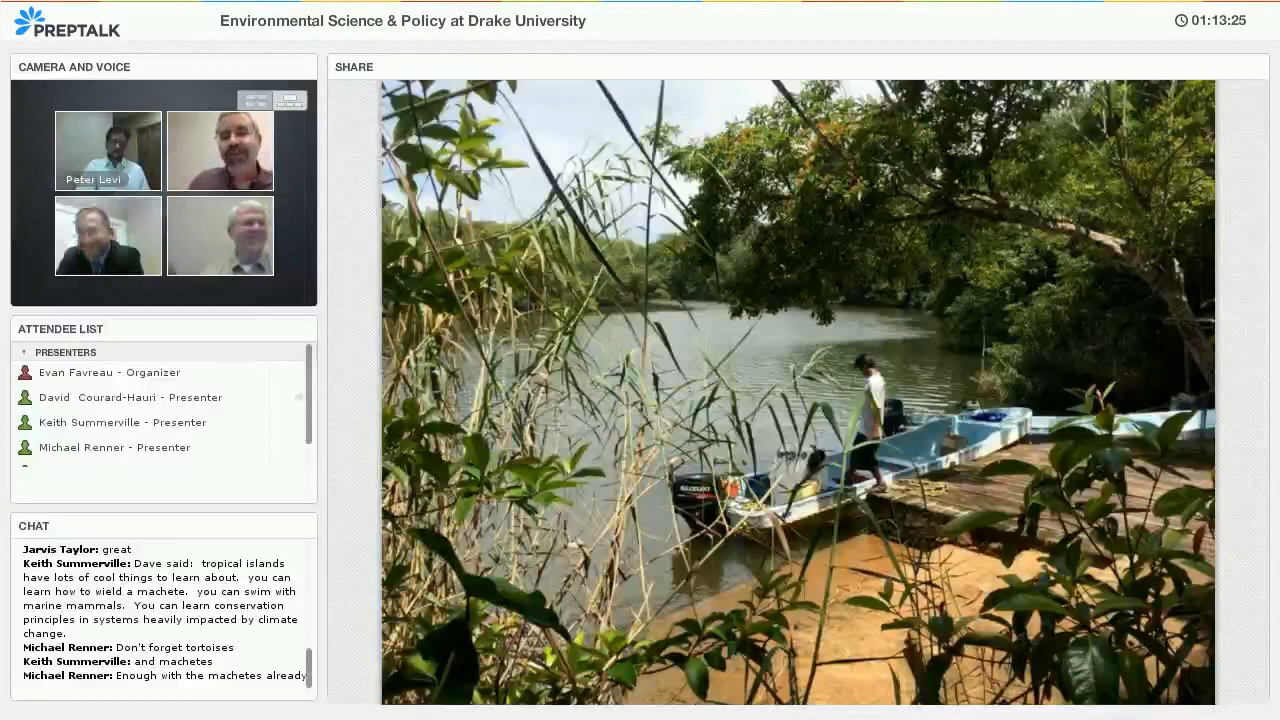 PREPTALK
Environmental Science & Policy at Drake University
01:13:25
CAMERA AND VOICE
Peter Levi
ATTENDEE LIST
PRESENTERS
Evan Favreau - Organizer
David Courard-Hauri - Presenter
Keith Summerville - Presenter
Michael Renner - Presenter
CHAT
Jarvis Taylor: great
Keith Summerville: Dave said: tropical islands
have lots of cool things to learn about. you can
learn how to wield a machete. you can swim with
marine mammals. You can learn conservation
principles in systems heavily impacted by climate
change.
Michael Renner: Don't forget tortoises
Keith Summerville: and machetes
Michael Renner: Enough with the machetes already
SHARE
SUZUKI